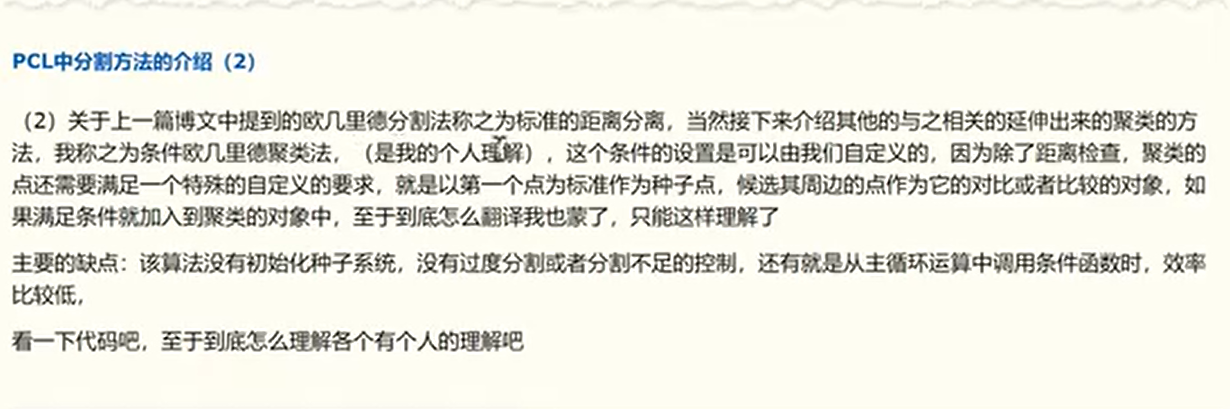 PCL中分割方法的介绍（2）
（2）关于上一篇博文中提到的欧几里德分割法称之为标准的距离分离，当然接下来介绍其他的与之相关的延伸出来的聚类的方
法，我称之为条件欧几里德聚类法，（是我的个人理解），这个条件的设置是可以由我们自定义的，因为除了距离检查，聚类的
点还需要满足一个特殊的自定义的要求，就是以第一个点为标准作为种子点，候选其周边的点作为它的对比或者比较的对象，如
果满足条件就加入到聚类的对象中，至于到底怎么翻译我也蒙了，只能这样理解了
主要的缺点：该算法没有初始化种子系统，没有过度分割或者分割不足的控制，还有就是从主循环运算中调用条件函数时，效率
比较低，
看一下代码吧，至于到底怎么理解各个有个人的理解吧